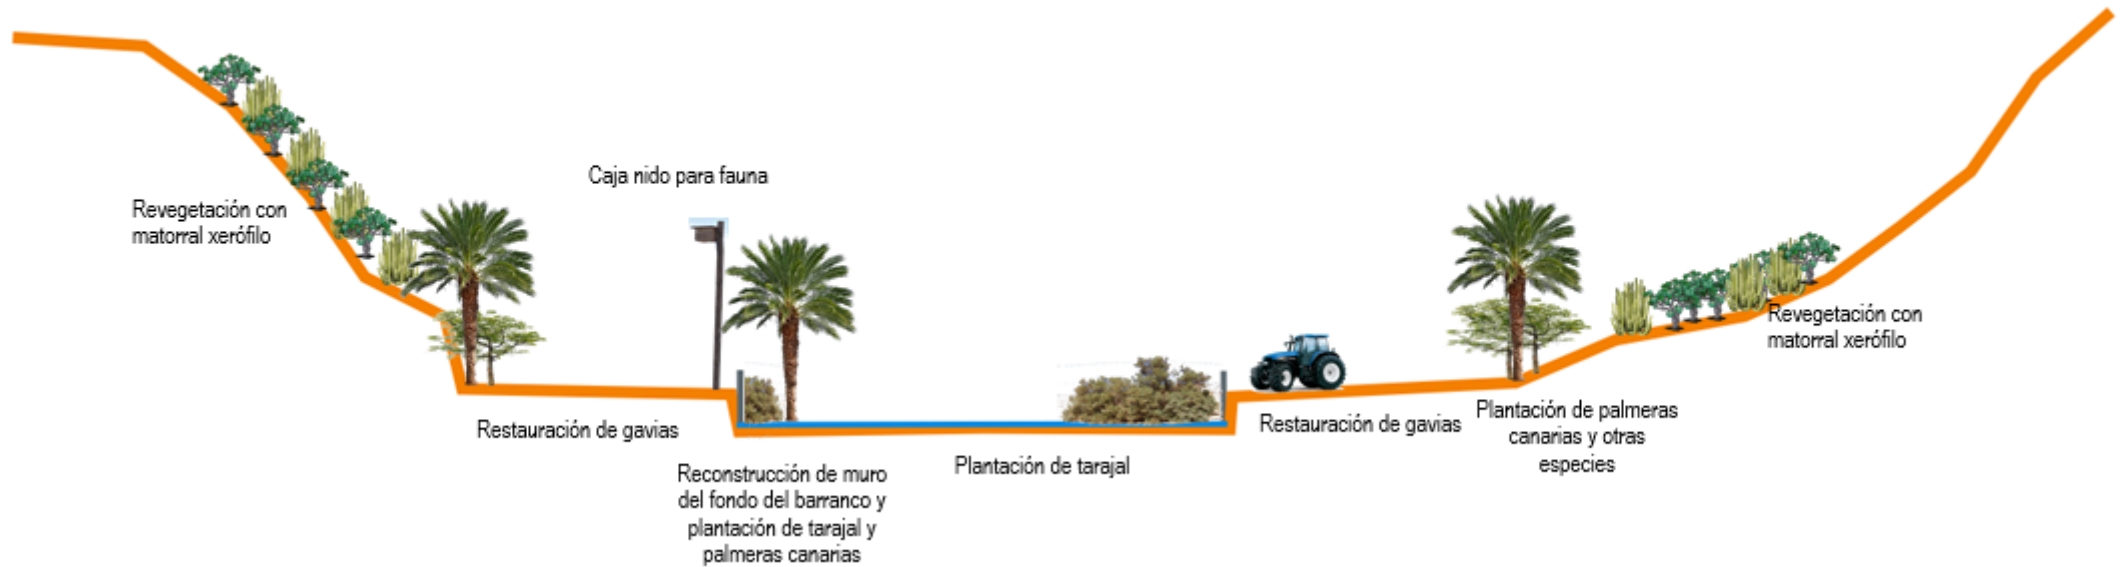 Caja nido para fauna
Revegetación con
matorral xerófilo
Revegetación con
matorral xerófilo
Restauración de gavias
Reconstrucción de muro
del fondo del barranco y
plantación de tarajal y
palmeras canarias
Plantación de tarajal
Restauración de gavias
Plantación de palmeras
canarias y otras
especies